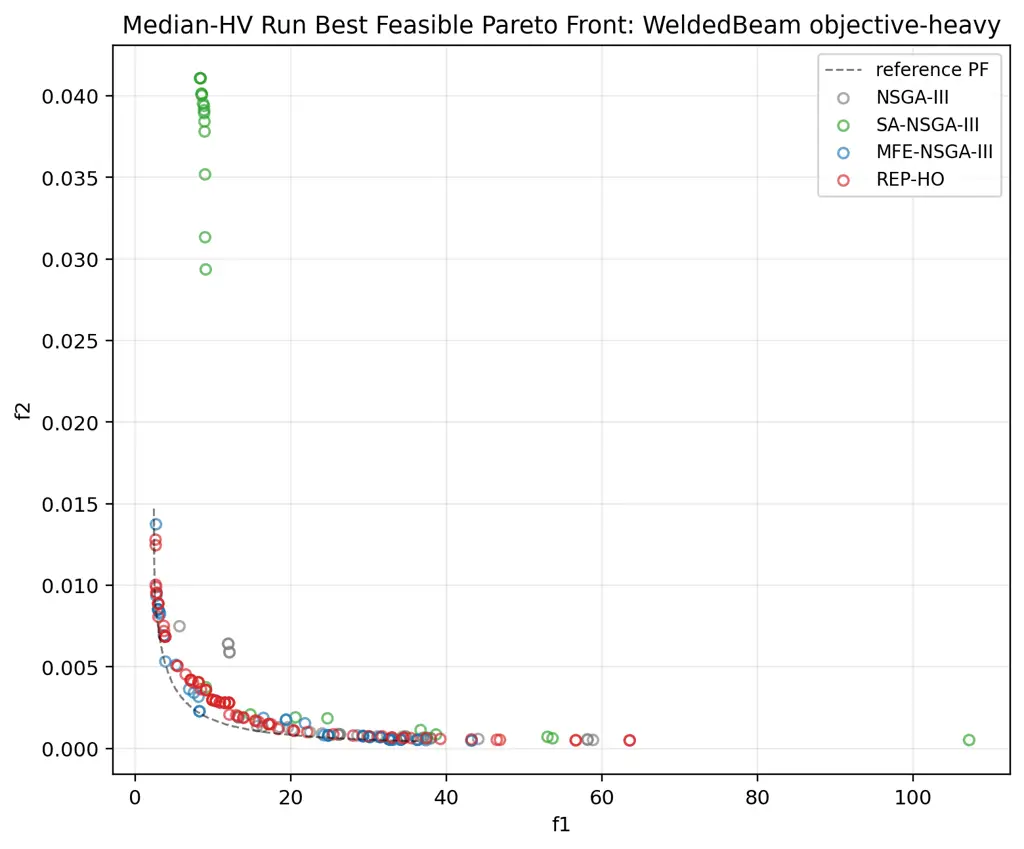 Median-HV Run Best Feasible Pareto Front: WeldedBeam objective-heavy
reference PF
NSGA-III
SA-NSGA-III
MFE-NSGA-III
REP-HO
f2
0.040
0.035
0.030
0.025
0.020
0.015
0.010
0.005
0.000
0 20 40 60 80 100
f1